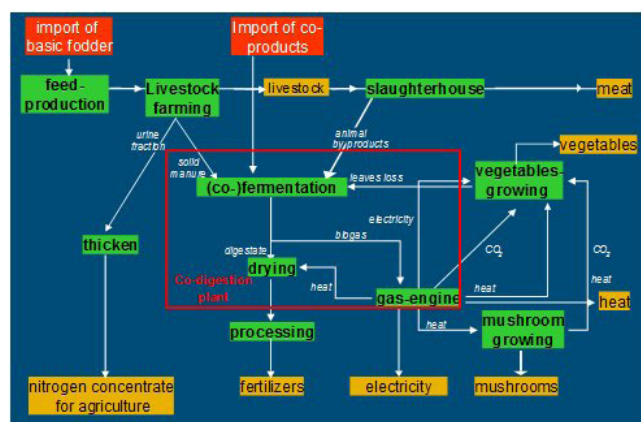 import of
basic fodder
Import of co-
products
feed-
production
Livestock
farming
livestock
slaughterhouse
meat
urine
fraction
solid
manure
animal
byproducts
vegetables
leaves loss
(co-)fermentation
vegetables-
growing
electricity
thicken
biogas
CO2
CO2
digestate
drying
Co-digestion
plant
heat
gas-engine
heat
heat
heat
processing
heat
mushroom
growing
nitrogen concentrate
for agriculture
fertilizers
electricity
mushrooms